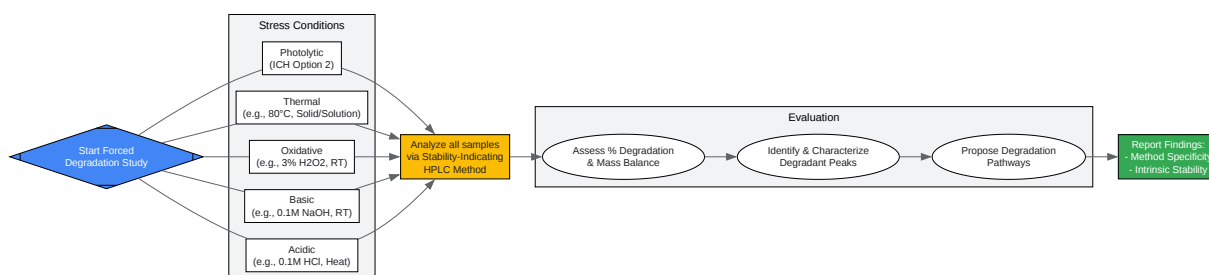 Stress Conditions
Photolytic
(ICH Option 2)
Thermal
(e.g., 80°C, Solid/Solution)
Start Forced
Degradation Study
Oxidative
(e.g., 3% H2O2, RT)
Basic
(e.g., 0.1M NaOH, RT)
Acidic
(e.g., 0.1M HCl, Heat)
Analyze all samples
via Stability-Indicating
HPLC Method
Evaluation
Assess % Degradation
& Mass Balance
Identify & Characterize
Degradant Peaks
Propose Degradation
Pathways
Report Findings:
- Method Specificity
- Intrinsic Stability